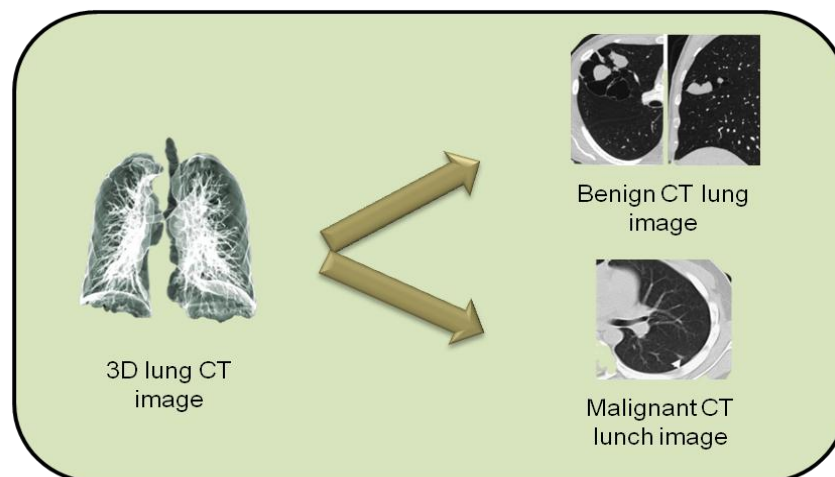 3D lung CT
image
Benign CT lung
image
Malignant CT
lunch image